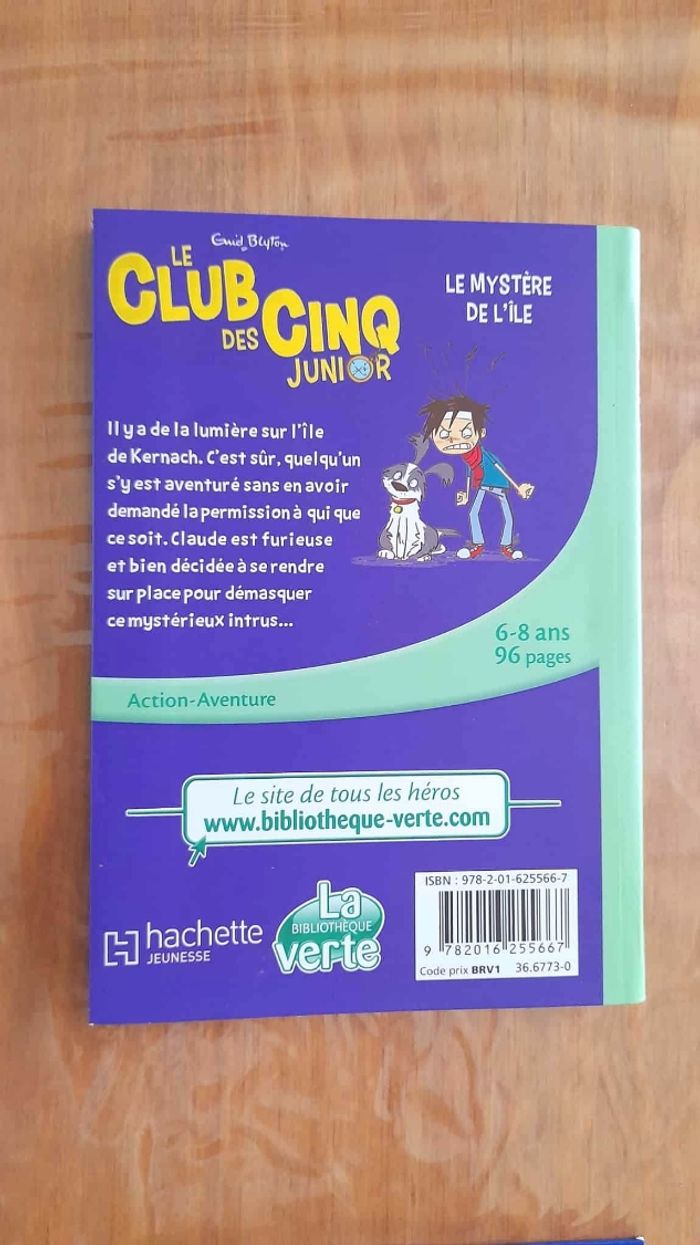 Enid Blyton
LE
CLUB
DES CINQ
JUNIOR
LE MYSTÈRE
DE L'ÎLE
Il y a de la lumière sur l'île
de Kernach. C'est sûr, quelqu'un
s'y est aventuré sans en avoir
demandé la permission à qui que
ce soit. Claude est furieuse
et bien décidée à se rendre
sur place pour démasquer
ce mystérieux intrus...
6-8 ans
96 pages
Action-Aventure
Le site de tous les héros
www.bibliotheque-verte.com
hachette
JEUNESSE
La
BIBLIOTHÈQUE
verte
ISBN : 978-2-01-625566-7
9 782016 255667
Code prix BRV1 36.6773-0